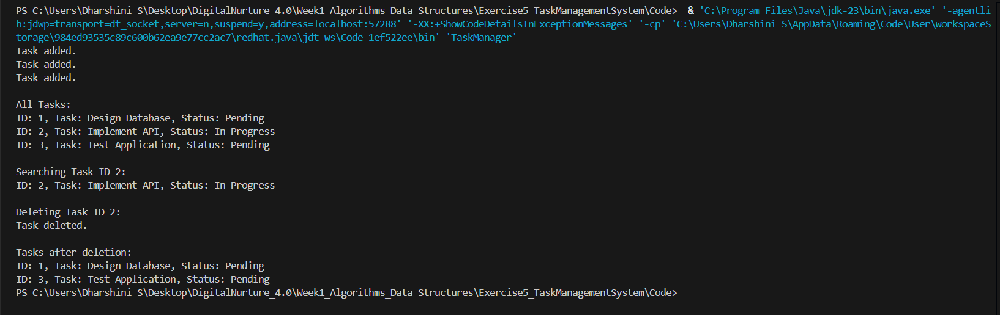 PS C:\Users\Dharshini S\Desktop\DigitalNurture_4.0\Week1_Algorithms_Data Structures\Exercise5_TaskManagementSystem\Code>  & 'C:\Program Files\Java\jdk-23\bin\java.exe' '-agentli
b:jdwp=transport=dt_socket,server=n,suspend=y,address=localhost:57288' '-XX:+ShowCodeDetailsInExceptionMessages' '-cp' 'C:\Users\Dharshini S\AppData\Roaming\Code\User\workspaceS
torage\984ed93535c89c600b62ea9e77cc2ac7\redhat.java\jdt_ws\Code_1ef522ee\bin' 'TaskManager'
Task added.
Task added.
Task added.

All Tasks:
ID: 1, Task: Design Database, Status: Pending
ID: 2, Task: Implement API, Status: In Progress
ID: 3, Task: Test Application, Status: Pending

Searching Task ID 2:
ID: 2, Task: Implement API, Status: In Progress

Deleting Task ID 2:
Task deleted.

Tasks after deletion:
ID: 1, Task: Design Database, Status: Pending
ID: 3, Task: Test Application, Status: Pending
PS C:\Users\Dharshini S\Desktop\DigitalNurture_4.0\Week1_Algorithms_Data Structures\Exercise5_TaskManagementSystem\Code>